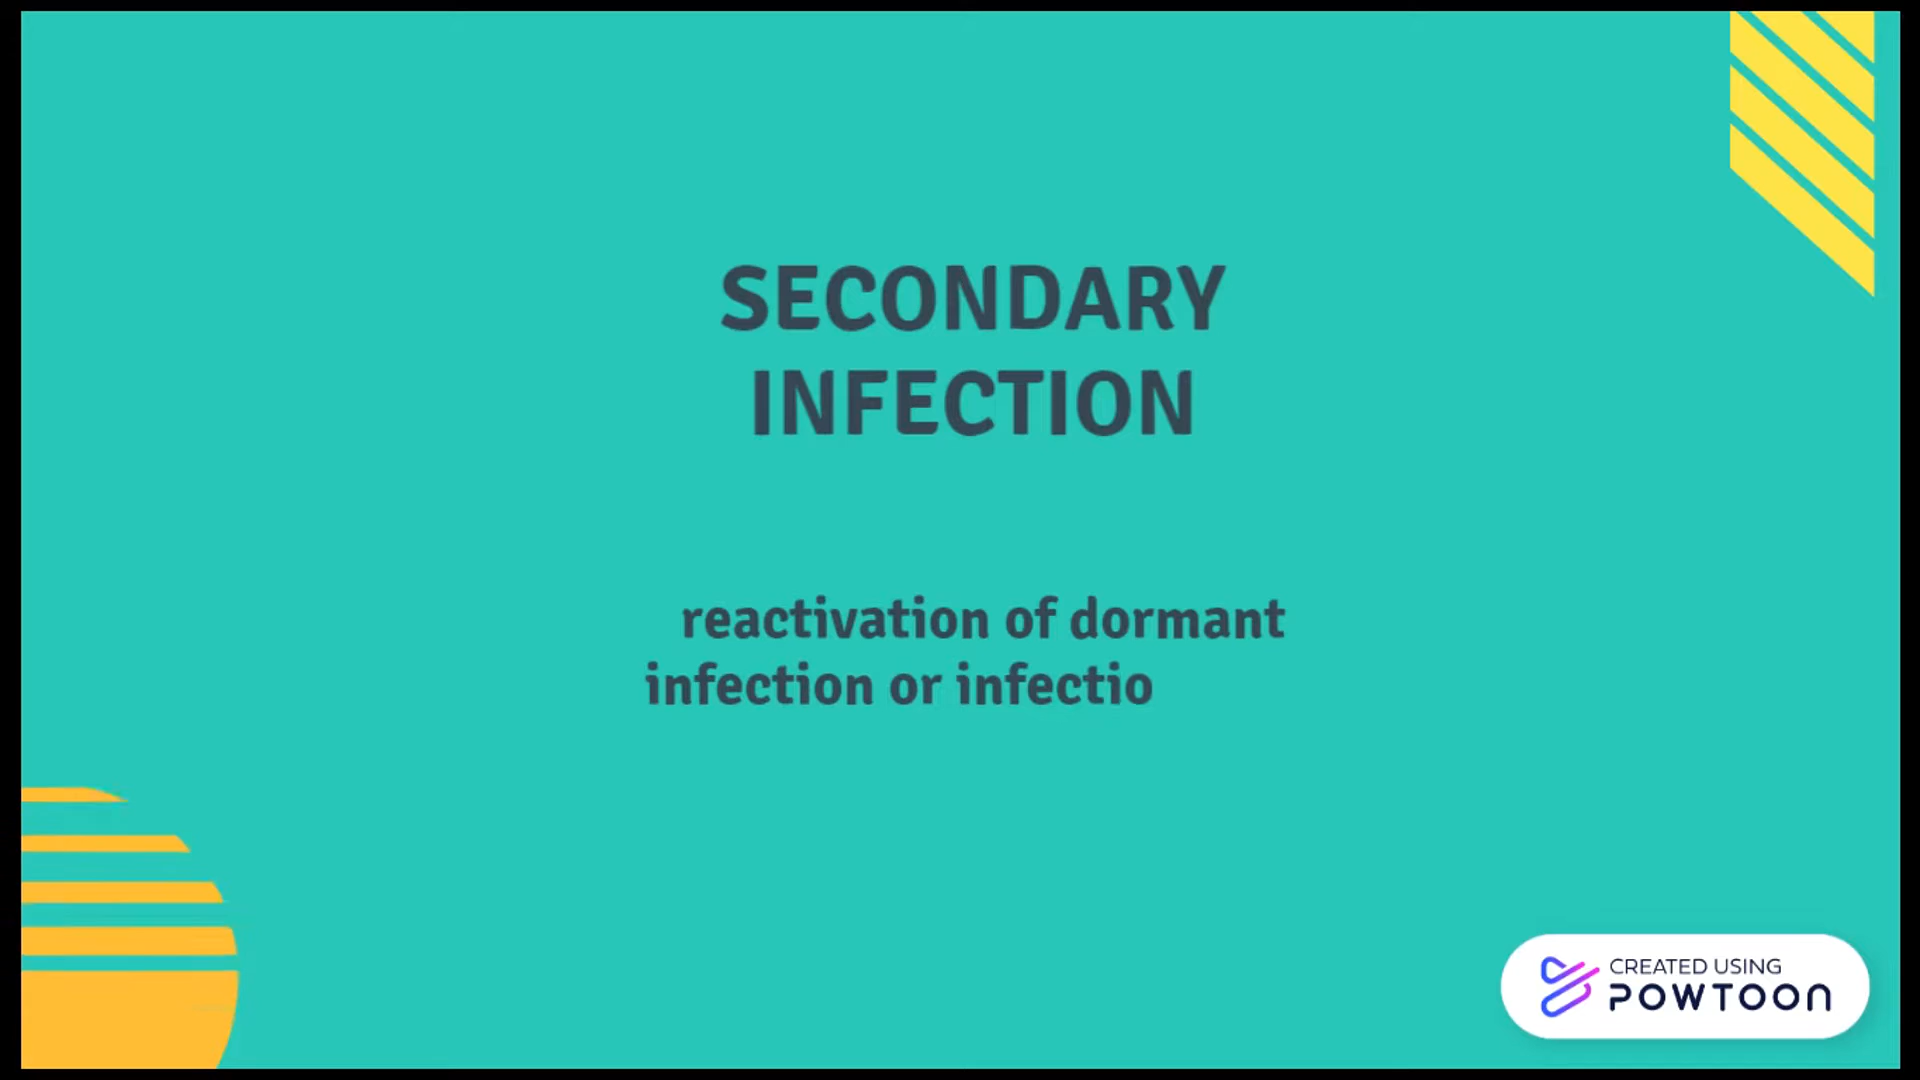 SECONDARY
INFECTION
reactivation of dormant
infection or infectio
CREATED USING
POWTOON